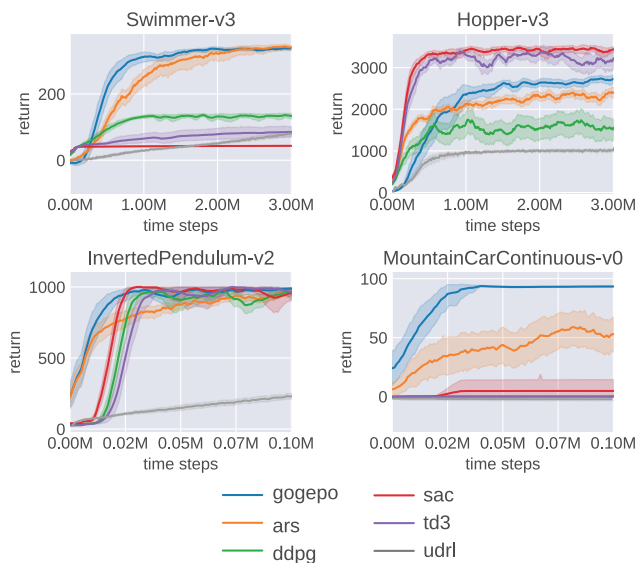 Swimmer-v3
Hopper-v3
return
200
0
0.00M 1.00M 2.00M 3.00M
time steps
return
3000
2000
1000
0
0.00M 1.00M 2.00M 3.00M
time steps
InvertedPendulum-v2
MountainCarContinuous-v0
return
1000
500
0
0.00M 0.02M 0.05M 0.07M 0.10M
time steps
return
100
50
0
0.00M 0.02M 0.05M 0.07M 0.10M
time steps
gogepo
sac
ars
td3
ddpg
udrl